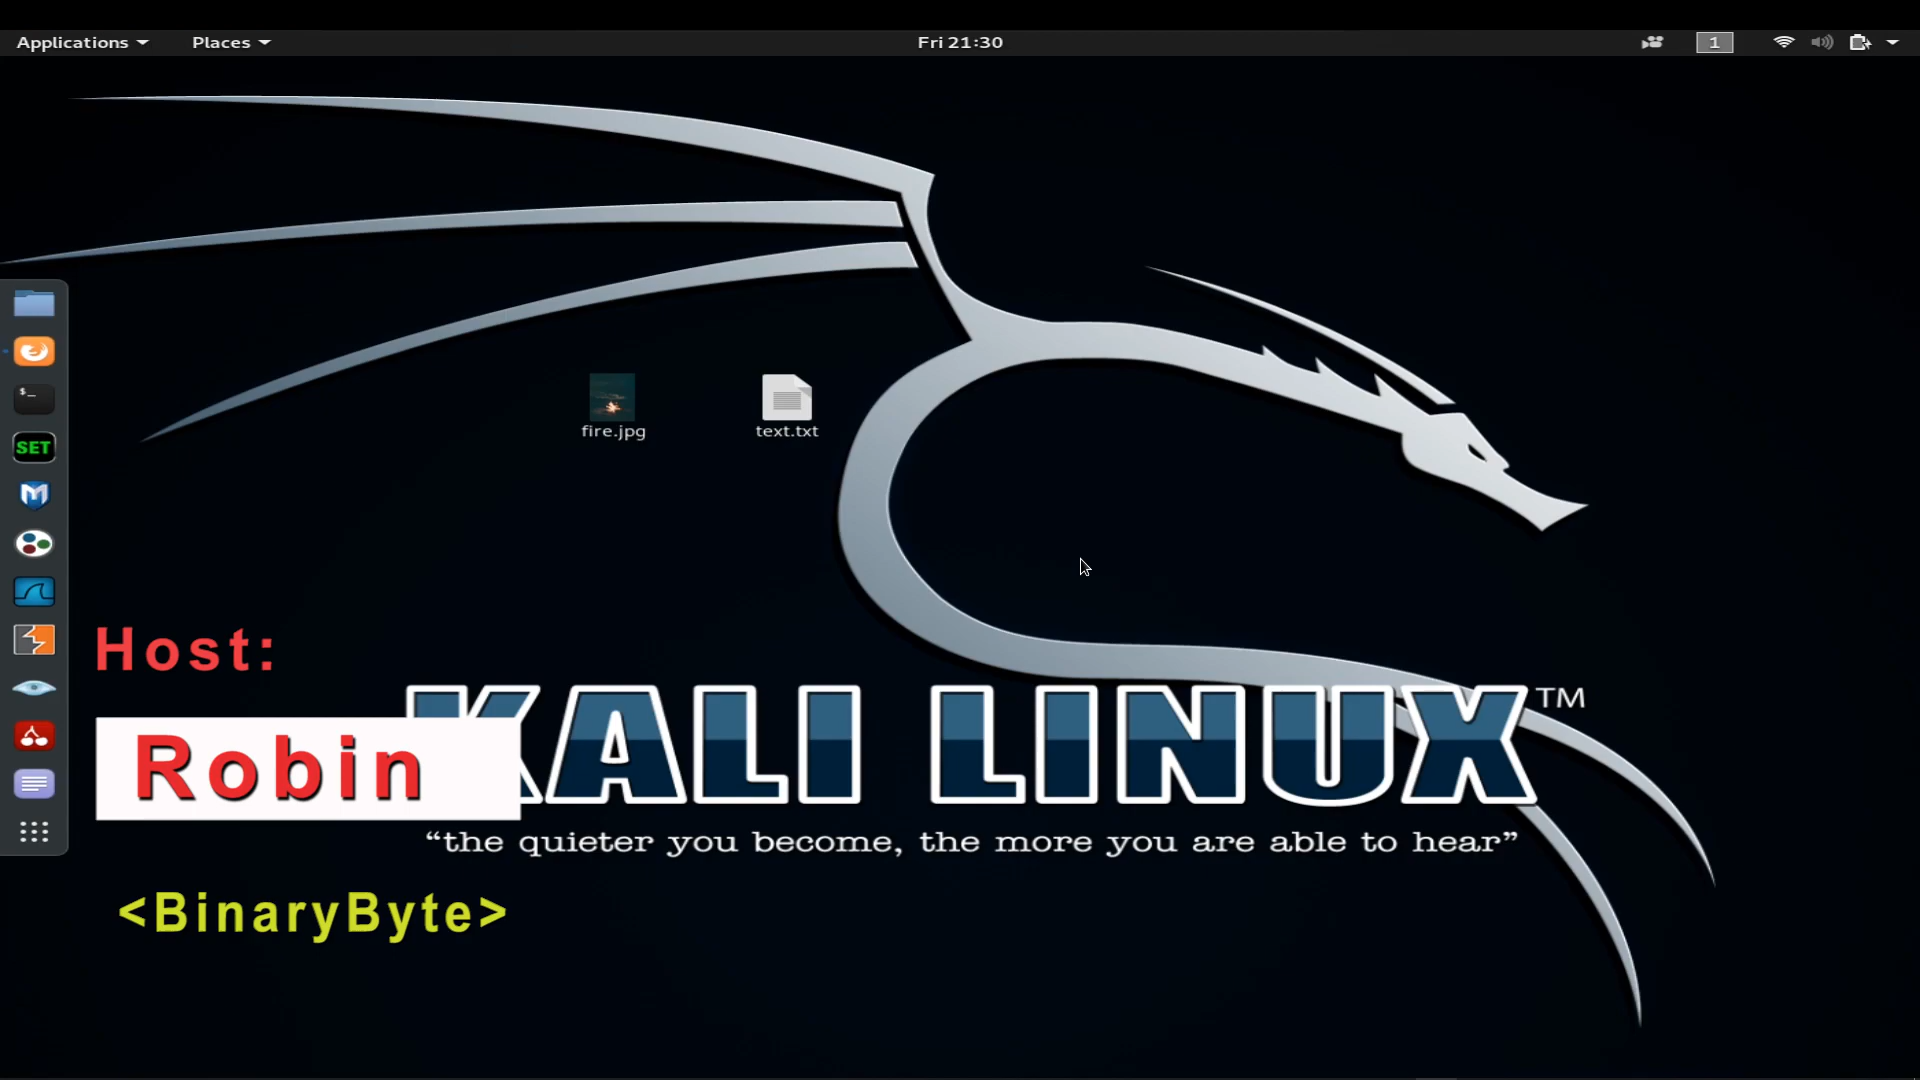 Applications Places Fri 21:30 1
$_
SET
fire.jpg text.txt
Host:
KALI LINUX™
Robin
“the quieter you become, the more you are able to hear”
<BinaryByte>